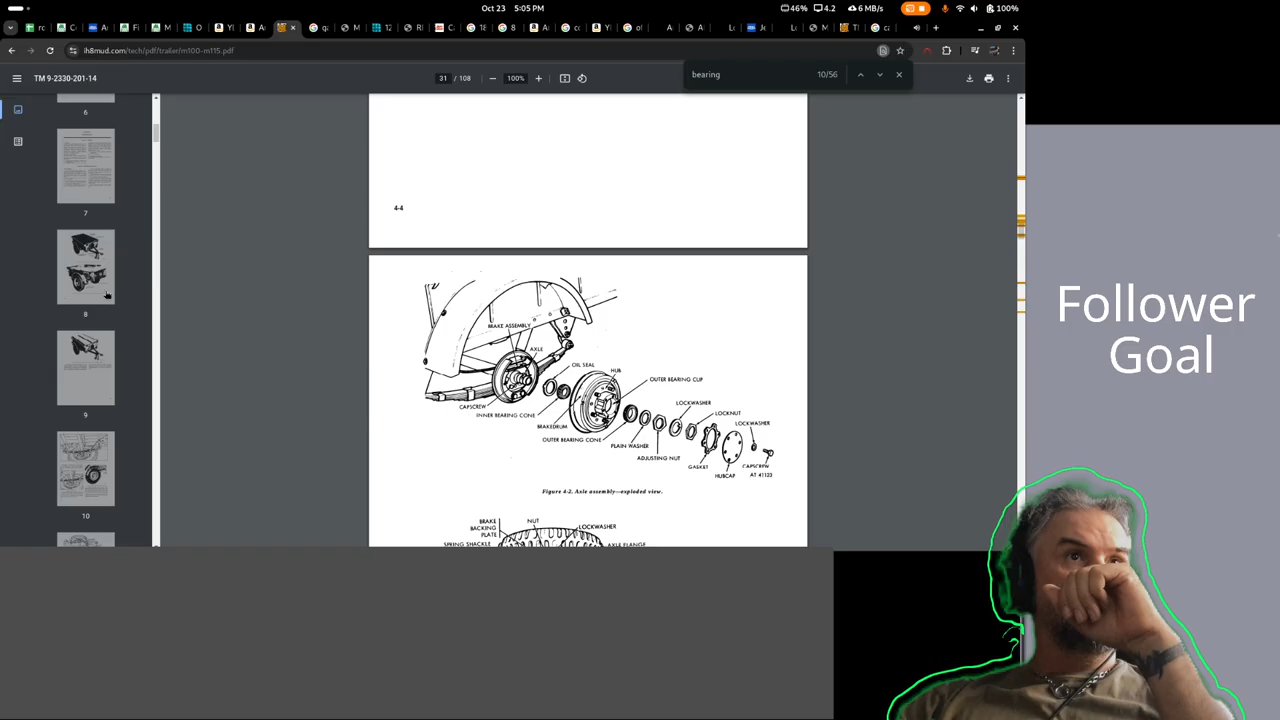 Oct 23 5:05 PM
46% 4.2 6 MB/s 100%
ih8mud.com/tech/pdf/trailer/m100-m115.pdf
TM 9-2330-201-14
31 / 108
100%
bearing 10/56
6
7
8
9
10
4-4
BRAKE ASSEMBLY
AXLE
OIL SEAL
HUB
OUTER BEARING CUP
CAPSCREW
INNER BEARING CONE
BRAKEDRUM
OUTER BEARING CONE
PLAIN WASHER
ADJUSTING NUT
LOCKWASHER
LOCKNUT
LOCKWASHER
GASKET
HUBCAP
CAPSCREW
AT 41123
Figure 4-2. Axle assembly—exploded view.
BRAKE
BACKING
PLATE
NUT
LOCKWASHER
SPRING SHACKLE
AXLE FLANGE
Follower
Goal